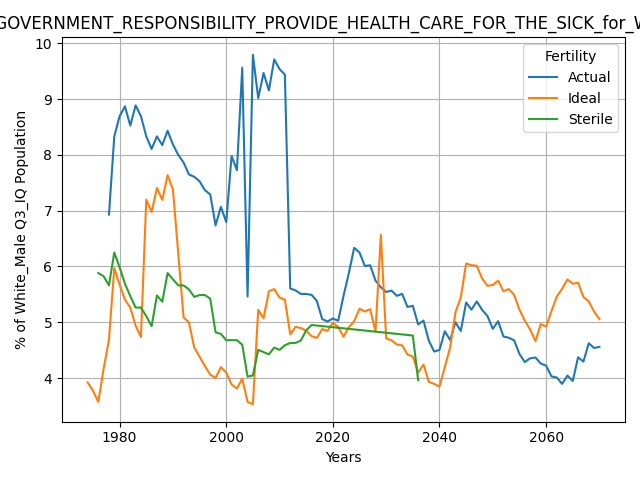 GOVERNMENT_RESPONSIBILITY_PROVIDE_HEALTH_CARE_FOR_THE_SICK_for_W
10
9
8
7
6
5
4
% of White_Male Q3_IQ Population
Fertility
Actual
Ideal
Sterile
1980 2000 2020 2040 2060
Years